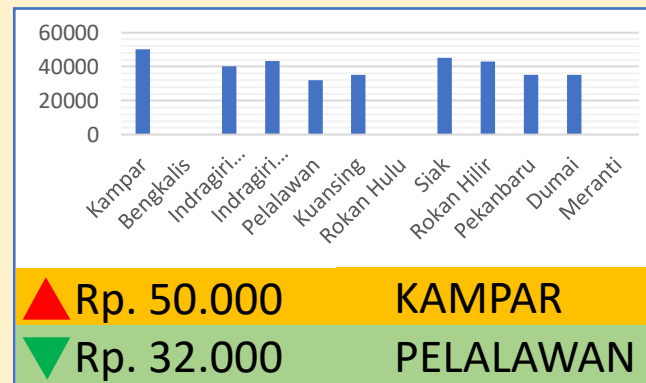 60000
40000
20000
0
Kampar
Bengkalis
Indragiri...
Indragiri...
Pelalawan
Kuansing
Rokan Hulu
Siak
Rokan Hilir
Pekanbaru
Dumai
Meranti
Rp. 50.000 KAMPAR
Rp. 32.000 PELALAWAN